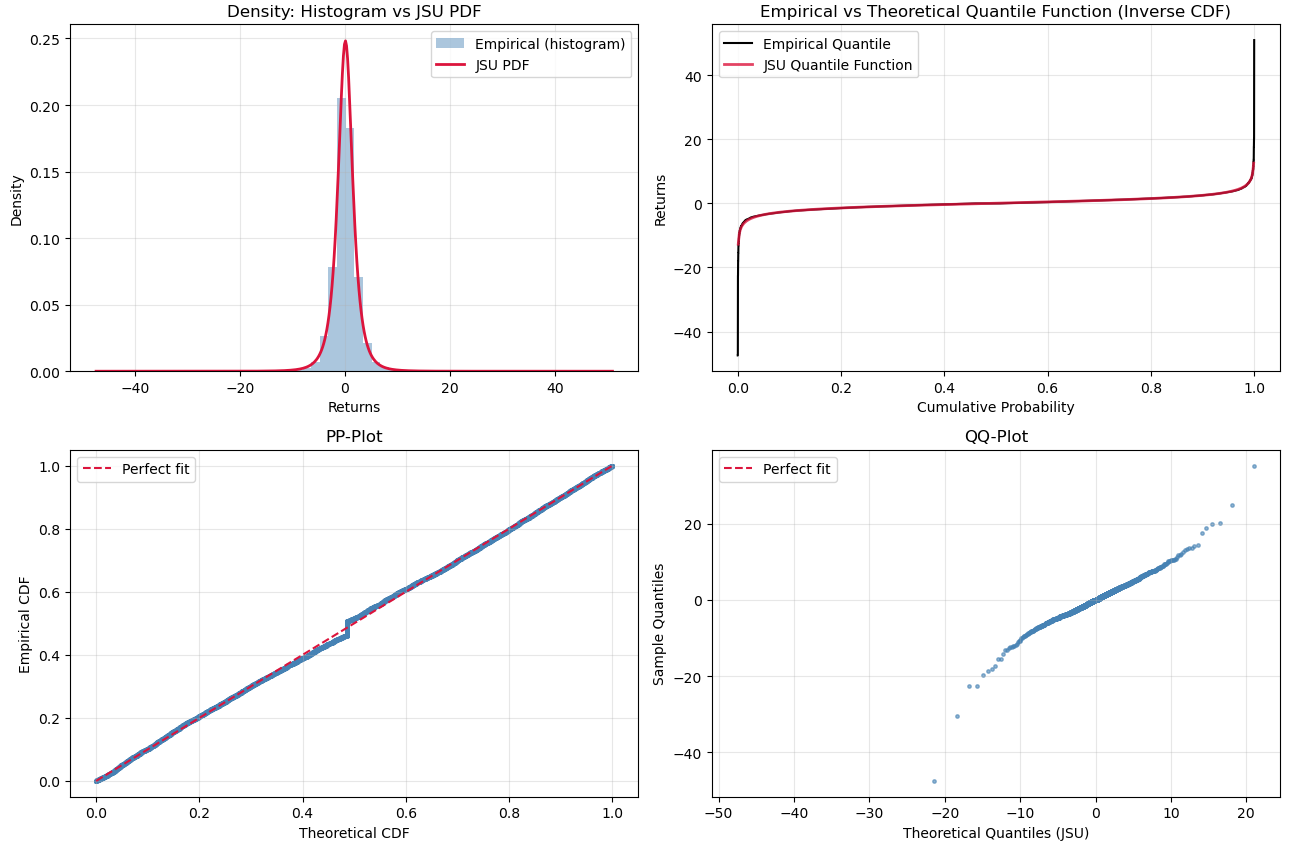 Density: Histogram vs JSU PDF
Empirical (histogram)
JSU PDF
Density
0.25
0.20
0.15
0.10
0.05
0.00
−40 −20 0 20 40
Returns
Empirical vs Theoretical Quantile Function (Inverse CDF)
Empirical Quantile
JSU Quantile Function
Returns
40
20
0
−20
−40
0.0 0.2 0.4 0.6 0.8 1.0
Cumulative Probability
PP-Plot
Perfect fit
Empirical CDF
1.0
0.8
0.6
0.4
0.2
0.0
0.0 0.2 0.4 0.6 0.8 1.0
Theoretical CDF
QQ-Plot
Perfect fit
Sample Quantiles
20
0
−20
−40
−50 −40 −30 −20 −10 0 10 20
Theoretical Quantiles (JSU)